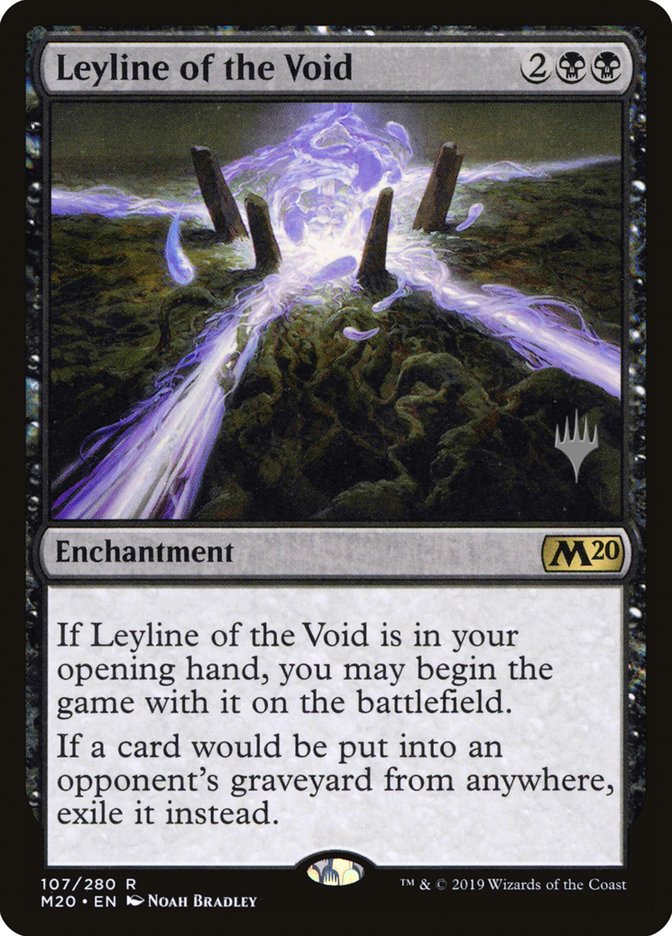 Leyline of the Void 2
Enchantment M20
If Leyline of the Void is in your
opening hand, you may begin the
game with it on the battlefield.
If a card would be put into an
opponent's graveyard from anywhere,
exile it instead.
107/280 R
M20 • EN Noah Bradley
™ & © 2019 Wizards of the Coast